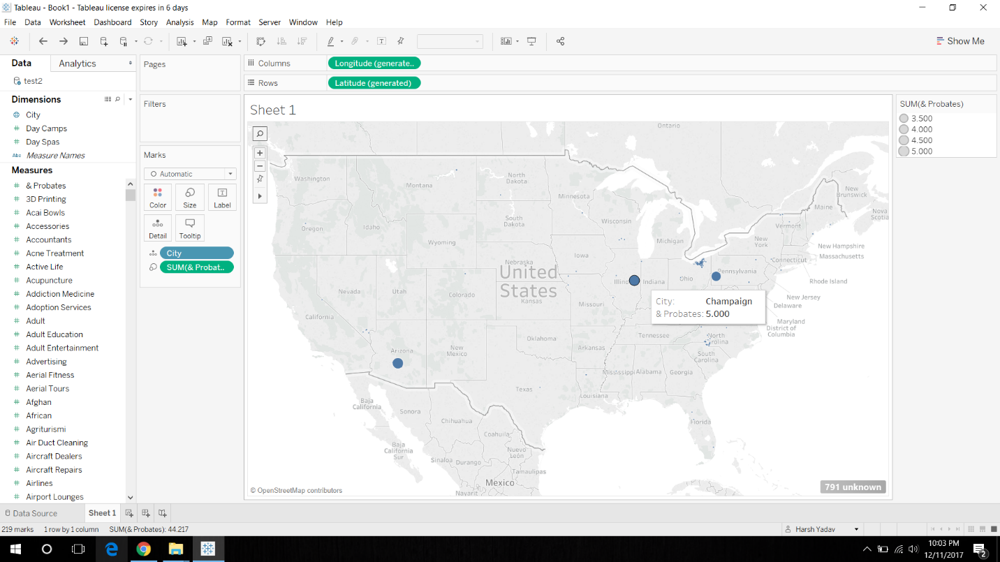 Tableau - Book1 - Tableau license expires in 6 days
File Data Worksheet Dashboard Story Analysis Map Format Server Window Help
Show Me
Data Analytics
test2
Dimensions
City
Day Camps
Day Spas
Abc Measure Names
Measures
& Probates
3D Printing
Acai Bowls
Accessories
Accountants
Acne Treatment
Active Life
Acupuncture
Addiction Medicine
Adoption Services
Adult
Adult Education
Adult Entertainment
Advertising
Aerial Fitness
Aerial Tours
Afghan
African
Agriturismi
Air Duct Cleaning
Aircraft Dealers
Aircraft Repairs
Airlines
Airport Lounges
Pages
Filters
Marks
Automatic
Color Size Label
Detail Tooltip
City
SUM(& Probat..
Columns Longitude (generate..
Rows Latitude (generated)
Sheet 1
Ontario
Washington
Montana
North
Dakota
Minnesota
New
Brunswick
Maine
Nova
Scotia
Oregon
Idaho
South
Dakota
Wisconsin
Michigan
Vermont
New
York
New Hampshire
Massachusetts
Wyoming
Iowa
Nebraska
Connecticut
Pennsylvania
Rhode Island
United
States
Nevada
Utah
Colorado
Kansas
Illinc
Indiana
Ohio
New Jersey
Delaware
Maryland
District of
Columbia
City: Champaign
& Probates: 5.000
Missouri
California
Arizona
New
Mexico
Oklahoma
Arkansas
Tennessee
North
rolina
South
Carolina
Mississippi
Alabama
Georgia
Texas
Louisiana
Florida
Baja
California
Sonora
Chihuahua
Coahuila
Baja
California
Sur
Sinaloa
Durango
Nuevo
León
Tamaulipas
Mexico
Navarit
© OpenStreetMap contributors
791 unknown
SUM(& Probates)
3.500
4.000
4.500
5.000
Data Source
Sheet 1
219 marks 1 row by 1 column SUM(& Probates): 44.217
Harsh Yadav
10:03 PM
12/11/2017
2